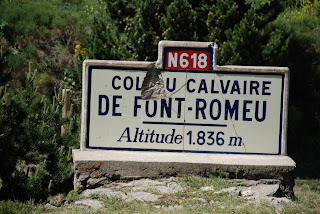 N618
COL DU CALVAIRE
DE FONT-ROMEU
Altitude 1.836 m